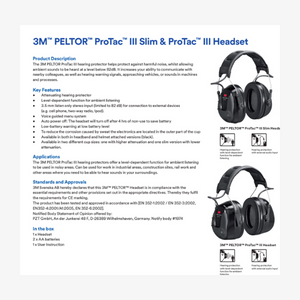 3M™ PELTOR™ ProTac™ III Slim & ProTac™ III Headset
Product Description
The 3M PELTOR ProTac III hearing protector helps protect against harmful noise, whilst allowing
ambient sounds to be heard at a level below 82dB. It increases your ability to communicate with
nearby colleagues, as well as hearing warning signals, approaching vehicles, or sounds in machines
and processes.
Key Features
• Attenuating hearing protector
• Level-dependent function for ambient listening
• 3.5 mm mono-day stereo input (limited to 82 dB) for connection to external devices
(e.g. cell phone, two-way radio, ipod)
• Voice guided menu system
• Auto power off: The headset will turn off after 4 hrs of non-use to save battery
• Low-battery warning at low battery level
• To reduce the corrosion caused by sweat the electronics are located in the outer part of the cup
• Available in both in headband and helmet attached versions (black).
• Available in two different cup sizes, one with higher attenuation and one slim version with lower
attenuation.
Applications
The 3M PELTOR ProTac III hearing protectors offer a level-dependent function for ambient listening
to be used in noisy areas. Can be used for work in industrial areas, construction sites, rail work and
other areas where you need to be able to hear sounds in your surroundings.
Standards and Approvals
3M Svenska AB hereby declares that this 3M™ PELTOR™ Headset is in compliance with the
essential requirements and other provisions set out in the appropriate directives. Thereby they fulfil
the requirements for CE marking.
The product has been tested and approved in accordance with
Notified Body Statement of Opinion offered by:
In the box
1 x Headset
2 x AA batteries
1 x User Instruction
3M™ PELTOR™ ProTac™ III Slim Headset
3M™ PELTOR™ ProTac™ III Headset